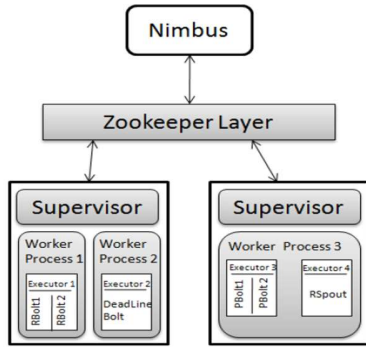 Nimbus
Zookeeper Layer
Supervisor
Worker
Process 1
Executor 1
RBolt1
RBolt 2
Worker
Process 2
Executor 2
DeadLine
Bolt
Supervisor
Worker Process 3
Executor 3
PBolt1
PBolt 2
Executor 4
RSpout